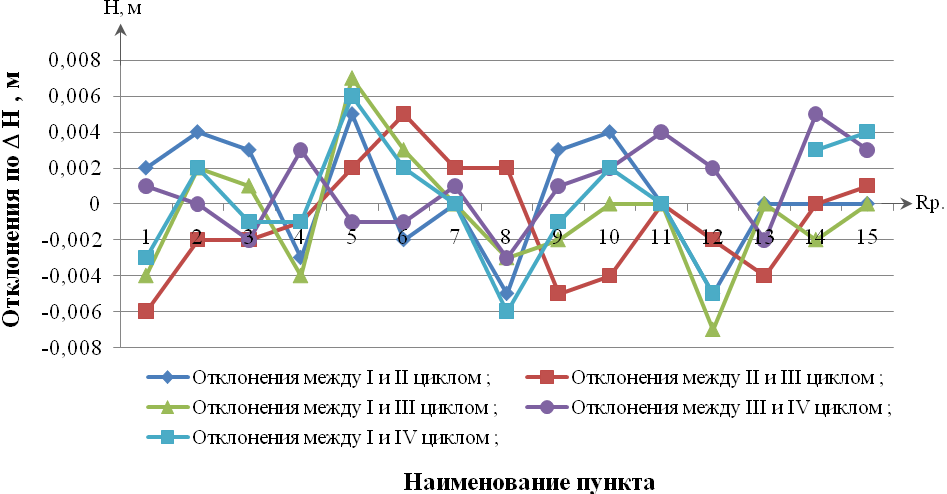 H, м
Отклонения по Δ H , м
0,008
0,006
0,004
0,002
0
-0,002
-0,004
-0,006
-0,008
1 2 3 4 5 6 7 8 9 10 11 12 13 14 15
Rp.
Отклонения между I и II циклом ;
Отклонения между II и III циклом ;
Отклонения между I и III циклом ;
Отклонения между III и IV циклом ;
Отклонения между I и IV циклом ;
Наименование пункта